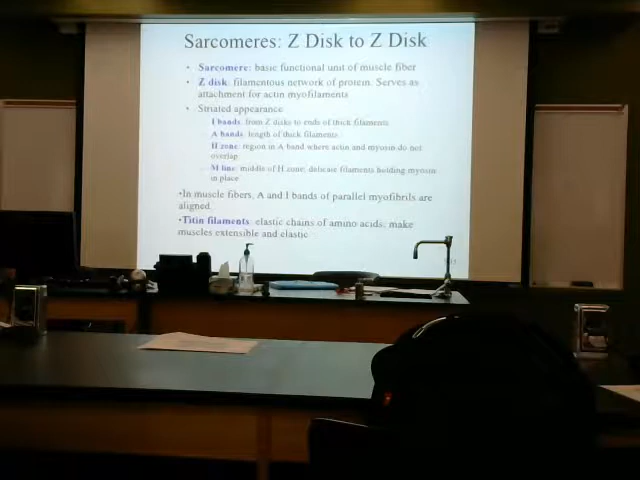 Sarcomeres: Z Disk to Z Disk
• Sarcomere: basic functional unit of muscle fiber
• Z disk: filamentous network of protein. Serves as
attachment for actin myofilaments
• Striated appearance
I bands: from Z disks to ends of thick filaments
A bands: length of thick filaments
H zone: region in A band where actin and myosin do not
overlap
M line: middle of H zone; delicate filaments holding myosin
in place
•In muscle fibers, A and I bands of parallel myofibrils are
aligned.
•Titin filaments: elastic chains of amino acids; make
muscles extensible and elastic